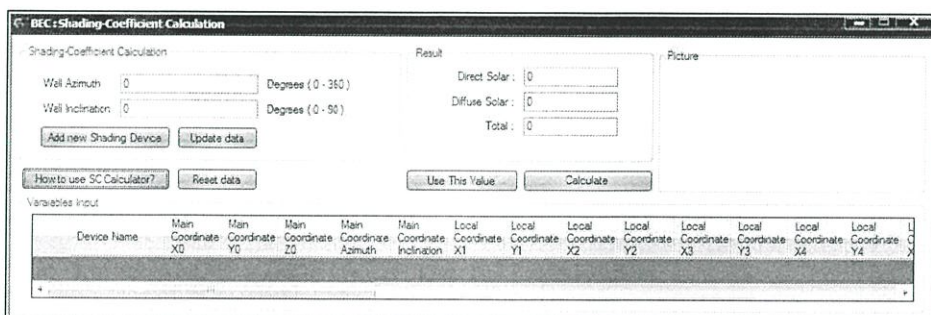 BEC : Shading-Coefficient Calculation
Shading-Coefficient Calculation
Wall Azimuth 0 Degrees ( 0 - 360 )
Wall Inclination 0 Degrees ( 0 - 90 )
Add new Shading Device Update data
How to use SC Calculator? Reset data
Result
Direct Solar : 0
Diffuse Solar : 0
Total : 0
Use This Value Calculate
Picture
Varaiables Input
Device Name
Main Coordinate X0
Main Coordinate Y0
Main Coordinate Z0
Main Coordinate Azimuth
Main Coordinate Inclination
Local Coordinate X1
Local Coordinate Y1
Local Coordinate X2
Local Coordinate Y2
Local Coordinate X3
Local Coordinate Y3
Local Coordinate X4
Local Coordinate Y4